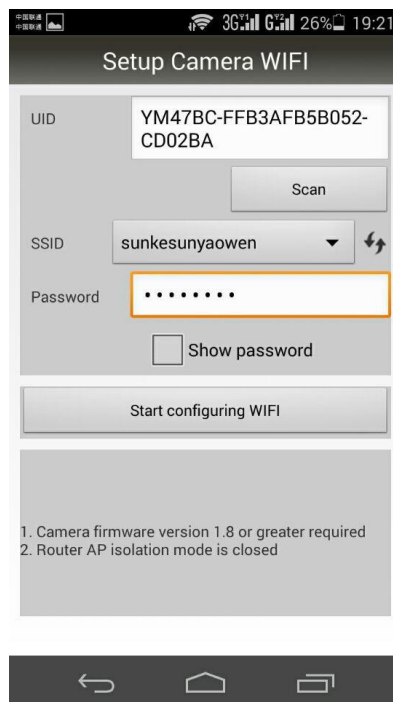 中国联通
中国联通
3G 1 G 2 26% 19:21
Setup Camera WIFI
UID
YM47BC-FFB3AFB5B052-
CD02BA
Scan
SSID
sunkesunyaowen
Password
••••••••
Show password
Start configuring WIFI
1. Camera firmware version 1.8 or greater required
2. Router AP isolation mode is closed